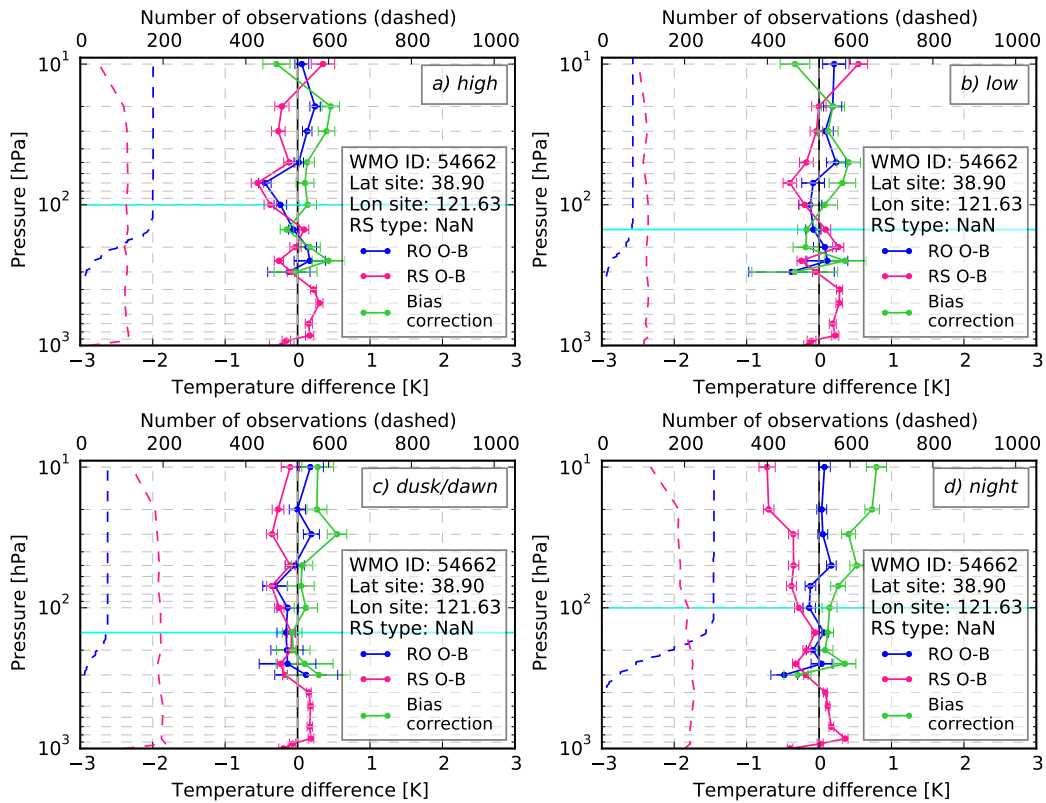 Number of observations (dashed)
0 200 400 600 800 1000
10¹
10²
10³
Pressure [hPa]
a) high
WMO ID: 54662
Lat site: 38.90
Lon site: 121.63
RS type: NaN
RO O-B
RS O-B
Bias
correction
−3 −2 −1 0 1 2 3
Temperature difference [K]
Number of observations (dashed)
0 200 400 600 800 1000
10¹
10²
10³
Pressure [hPa]
b) low
WMO ID: 54662
Lat site: 38.90
Lon site: 121.63
RS type: NaN
RO O-B
RS O-B
Bias
correction
−3 −2 −1 0 1 2 3
Temperature difference [K]
Number of observations (dashed)
0 200 400 600 800 1000
10¹
10²
10³
Pressure [hPa]
c) dusk/dawn
WMO ID: 54662
Lat site: 38.90
Lon site: 121.63
RS type: NaN
RO O-B
RS O-B
Bias
correction
−3 −2 −1 0 1 2 3
Temperature difference [K]
Number of observations (dashed)
0 200 400 600 800 1000
10¹
10²
10³
Pressure [hPa]
d) night
WMO ID: 54662
Lat site: 38.90
Lon site: 121.63
RS type: NaN
RO O-B
RS O-B
Bias
correction
−3 −2 −1 0 1 2 3
Temperature difference [K]